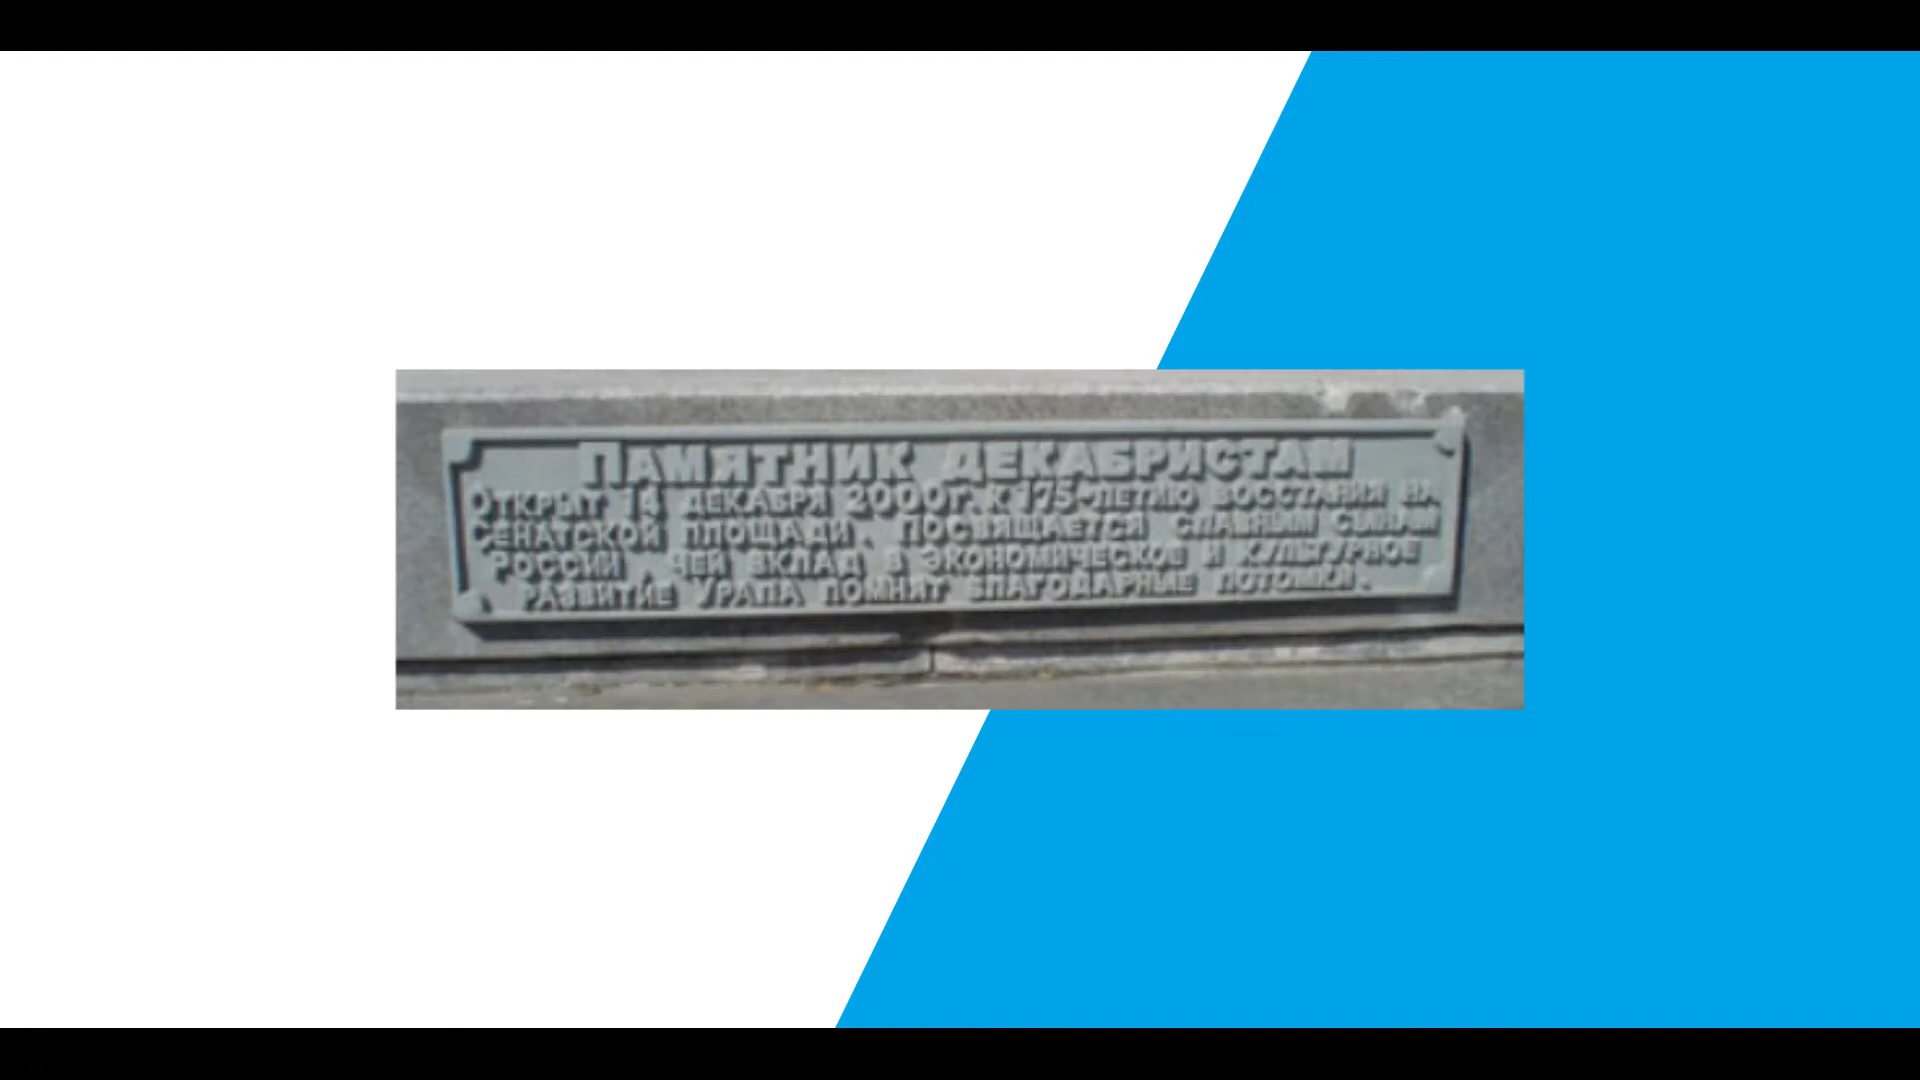 ПАМЯТНИК ДЕКАБРИСТАМ
ОТКРЫТ 14 ДЕКАБРЯ 2000Г. К 175-ЛЕТИЮ ВОССТАНИЯ НА
СЕНАТСКОЙ ПЛОЩАДИ. ПОСВЯЩАЕТСЯ СЛАВНЫМ СЫНАМ
РОССИИ, ЧЕЙ ВКЛАД В ЭКОНОМИЧЕСКОЕ И КУЛЬТУРНОЕ
РАЗВИТИЕ УРАЛА ПОМНЯТ БЛАГОДАРНЫЕ ПОТОМКИ.